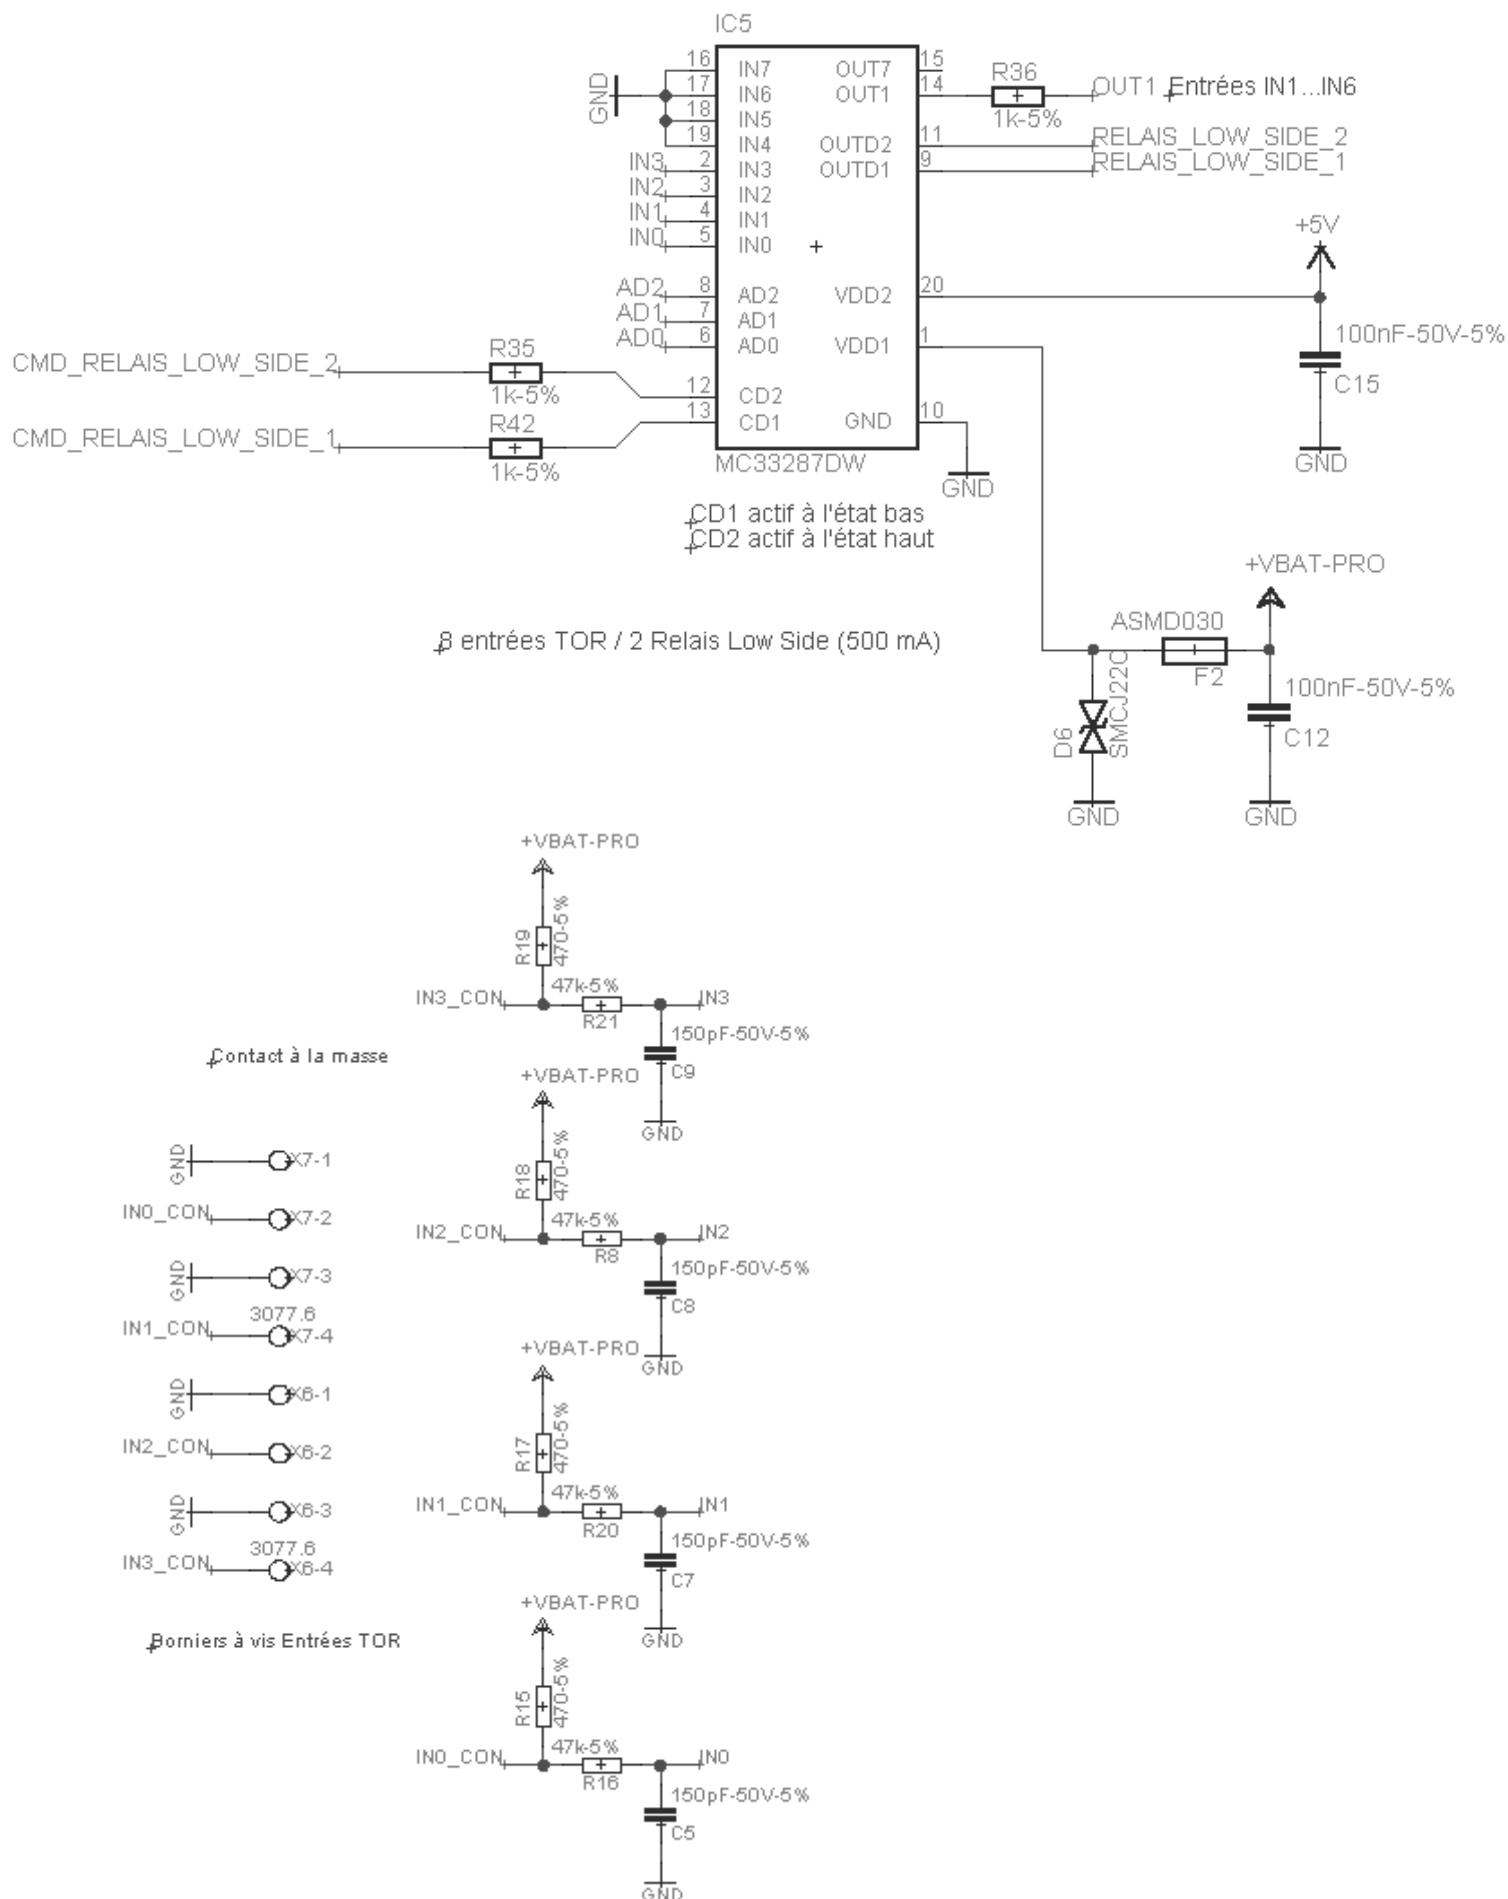 IC5
16 IN7 OUT7 15
17 IN6 OUT1 14 R36 1k-5% OUT1 Entrées IN1...IN6
GND
18 IN5
19 IN4 OUTD2 11 RELAIS_LOW_SIDE_2
IN3 2 IN3 OUTD1 9 RELAIS_LOW_SIDE_1
IN2 3 IN2
IN1 4 IN1
IN0 5 IN0
+5V
AD2 8 AD2 VDD2 20
AD1 7 AD1
AD0 6 AD0 VDD1 1
100nF-50V-5%
C15
GND
CMD_RELAIS_LOW_SIDE_2 R35 1k-5% 12 CD2
CMD_RELAIS_LOW_SIDE_1 R42 1k-5% 13 CD1 GND 10
MC33287DW
GND
CD1 actif à l'état bas
CD2 actif à l'état haut
+VBAT-PRO
8 entrées TOR / 2 Relais Low Side (500 mA)
ASMD030
F2
100nF-50V-5%
C12
D6
GND
GND
+VBAT-PRO
R19
470-5%
IN3_CON 47k-5% R21 IN3
150pF-50V-5%
C9
GND
Contact à la masse
+VBAT-PRO
R18
470-5%
IN2_CON 47k-5% R8 IN2
150pF-50V-5%
C8
GND
GND X7-1
IN0_CON X7-2
GND X7-3
3077.6
IN1_CON X7-4
GND X6-1
IN2_CON X6-2
GND X6-3
3077.6
IN3_CON X6-4
Borniers à vis Entrées TOR
+VBAT-PRO
R17
470-5%
IN1_CON 47k-5% R20 IN1
150pF-50V-5%
C7
GND
+VBAT-PRO
R15
470-5%
IN0_CON 47k-5% R16 IN0
150pF-50V-5%
C5
GND